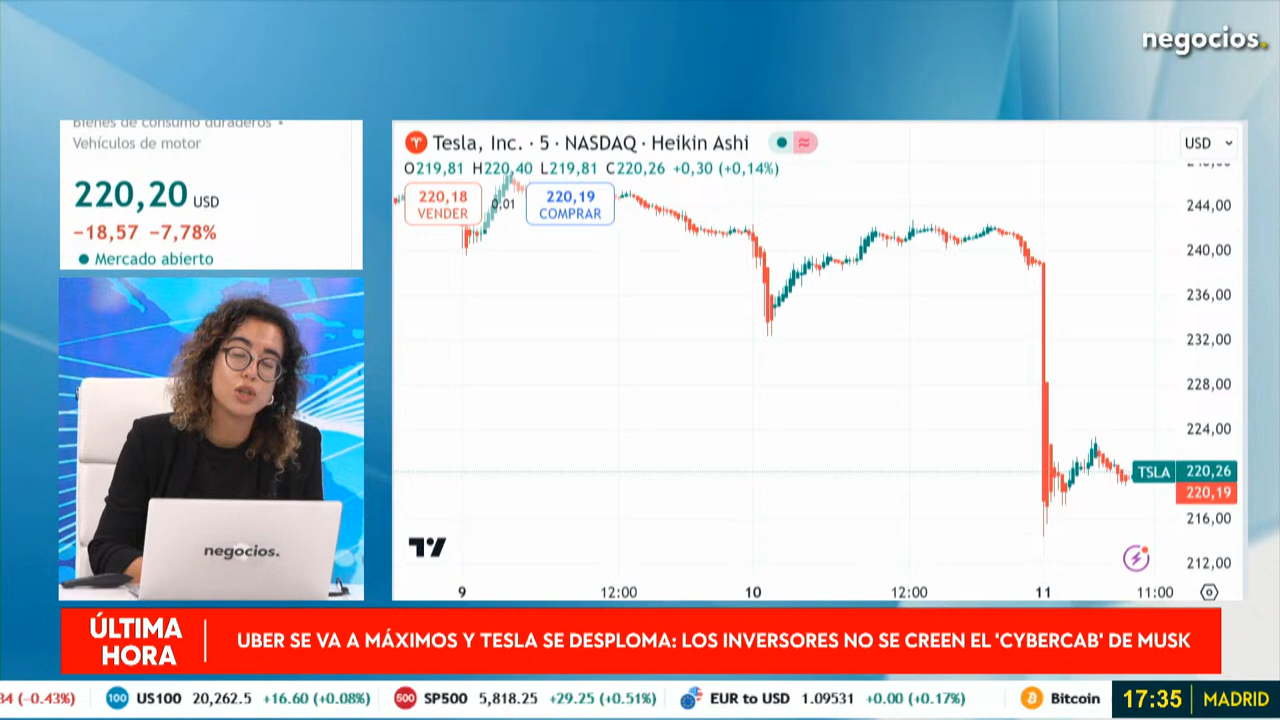 negocios.
Bienes de consumo duraderos •
Vehículos de motor
220,20 USD
−18,57 −7,78%
Mercado abierto
Tesla, Inc. · 5 · NASDAQ · Heikin Ashi
O219,81 H220,40 L219,81 C220,26 +0,30 (+0,14%)
220,18
VENDER
0.01
220,19
COMPRAR
USD
244,00
240,00
236,00
232,00
228,00
224,00
TSLA 220,26
220,19
216,00
212,00
9 12:00 10 12:00 11 11:00
negocios.
ÚLTIMA
HORA
UBER SE VA A MÁXIMOS Y TESLA SE DESPLOMA: LOS INVERSORES NO SE CREEN EL 'CYBERCAB' DE MUSK
34 (−0.43%) 100 US100 20,262.5 +16.60 (+0.08%) 500 SP500 5,818.25 +29.25 (+0.51%) EUR to USD 1.09531 +0.00 (+0.17%) Bitcoin 17:35 MADRID